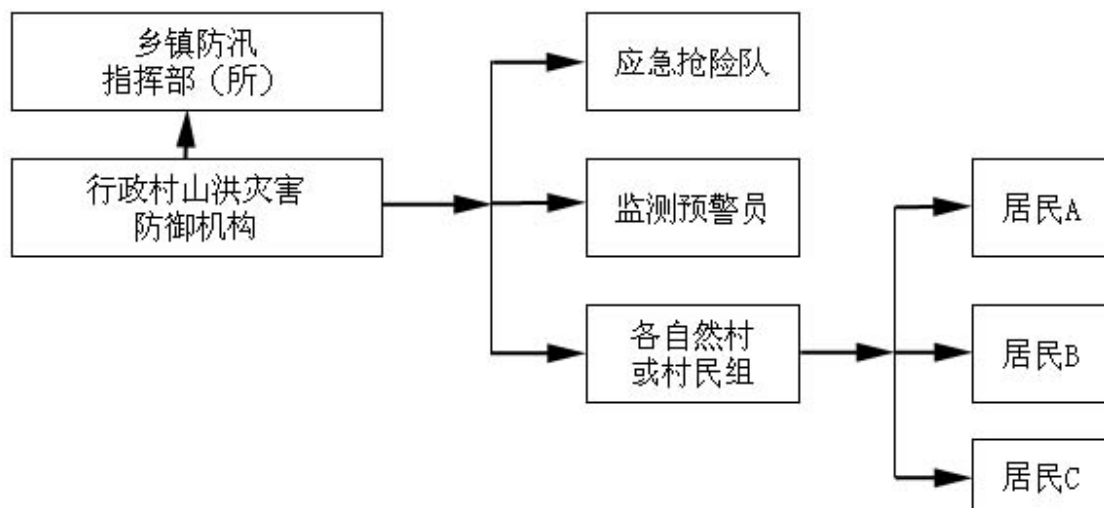 乡镇防汛
指挥部（所）
行政村山洪灾害
防御机构
应急抢险队
监测预警员
各自然村
或村民组
居民A
居民B
居民C